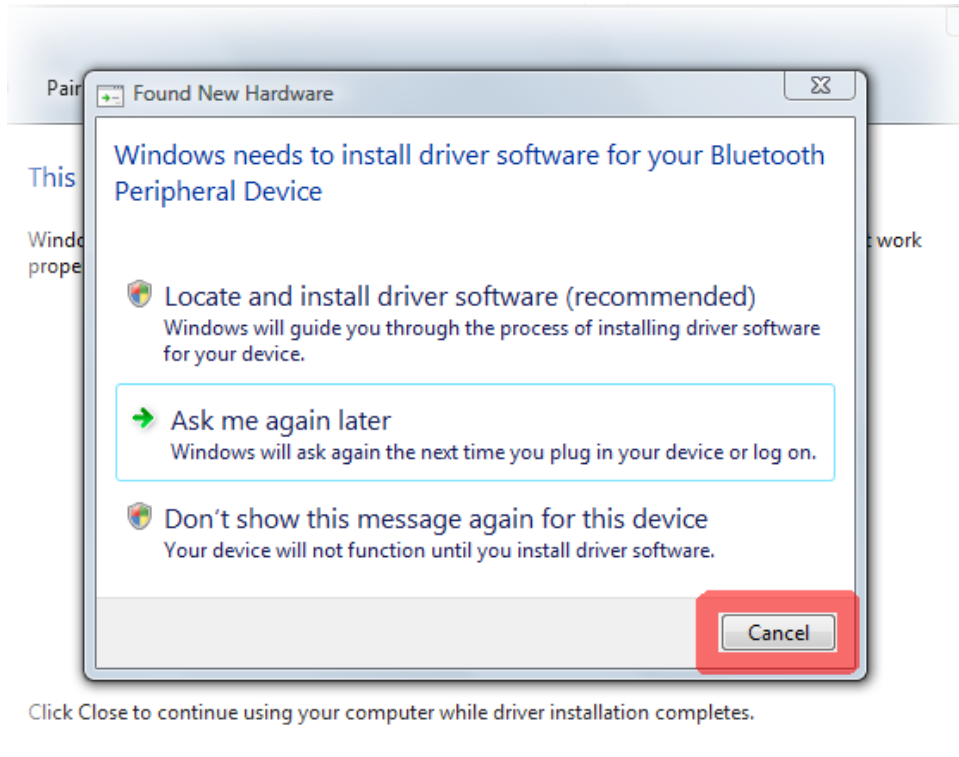 Pair
Found New Hardware
Windows needs to install driver software for your Bluetooth
Peripheral Device
This
Windo
t work
prope
Locate and install driver software (recommended)
Windows will guide you through the process of installing driver software
for your device.
Ask me again later
Windows will ask again the next time you plug in your device or log on.
Don't show this message again for this device
Your device will not function until you install driver software.
Cancel
Click Close to continue using your computer while driver installation completes.